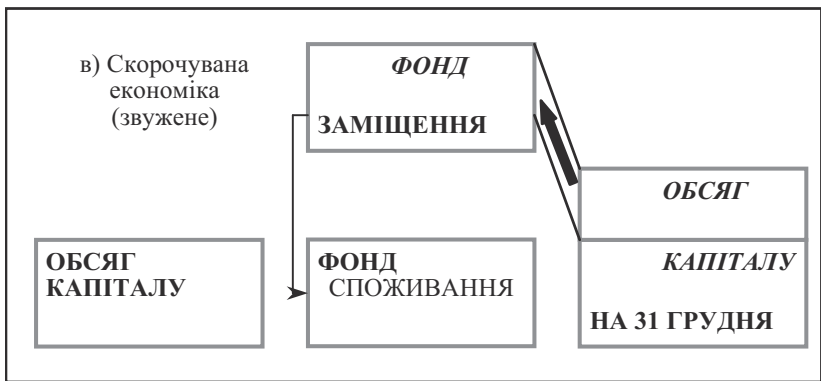 в) Скорочувана
економіка
(звужене)
ФОНД
ЗАМІЩЕННЯ
ОБСЯГ
КАПІТАЛУ
ФОНД
СПОЖИВАННЯ
ОБСЯГ
КАПІТАЛУ
НА 31 ГРУДНЯ